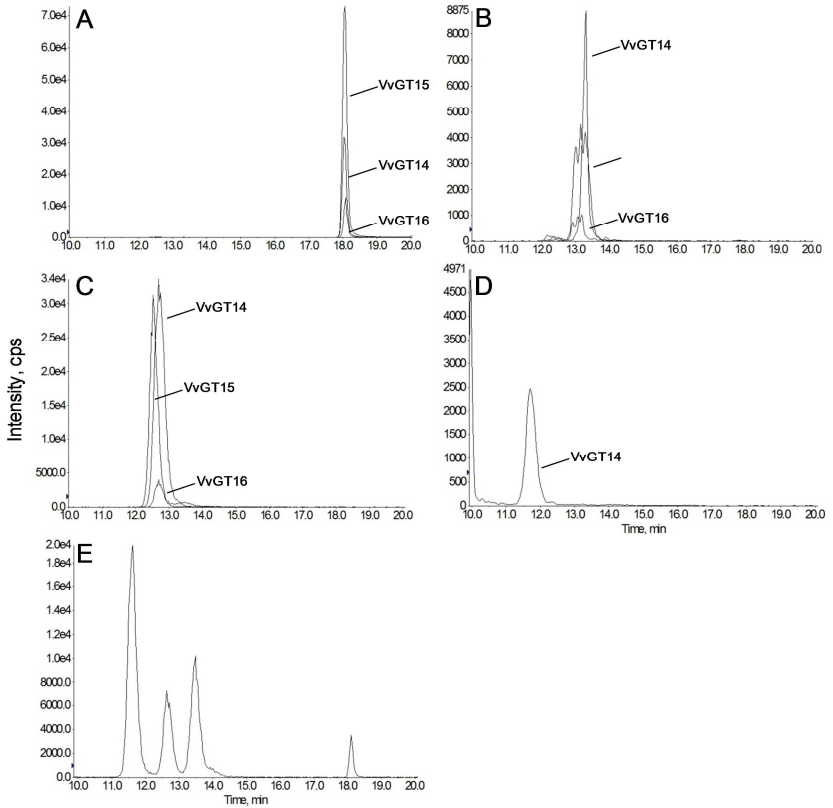 A
7.0e4
6.0e4
5.0e4
4.0e4
3.0e4
2.0e4
1.0e4
0.0
VvGT15
VvGT14
VvGT16
10.0 11.0 12.0 13.0 14.0 15.0 16.0 17.0 18.0 19.0 20.0
B
8875
8000
7000
6000
5000
4000
3000
2000
1000
0
VvGT14
VvGT16
10.0 11.0 12.0 13.0 14.0 15.0 16.0 17.0 18.0 19.0 20.0
Intensity, cps
C
3.4e4
3.0e4
2.5e4
2.0e4
1.5e4
1.0e4
5000.0
0.0
VvGT14
VvGT15
VvGT16
10.0 11.0 12.0 13.0 14.0 15.0 16.0 17.0 18.0 19.0 20.0
D
4971
4500
4000
3500
3000
2500
2000
1500
1000
500
0
VvGT14
10.0 11.0 12.0 13.0 14.0 15.0 16.0 17.0 18.0 19.0 20.0
Time, min
E
2.0e4
1.8e4
1.6e4
1.4e4
1.2e4
1.0e4
8000.0
6000.0
4000.0
2000.0
0.0
10.0 11.0 12.0 13.0 14.0 15.0 16.0 17.0 18.0 19.0 20.0
Time, min